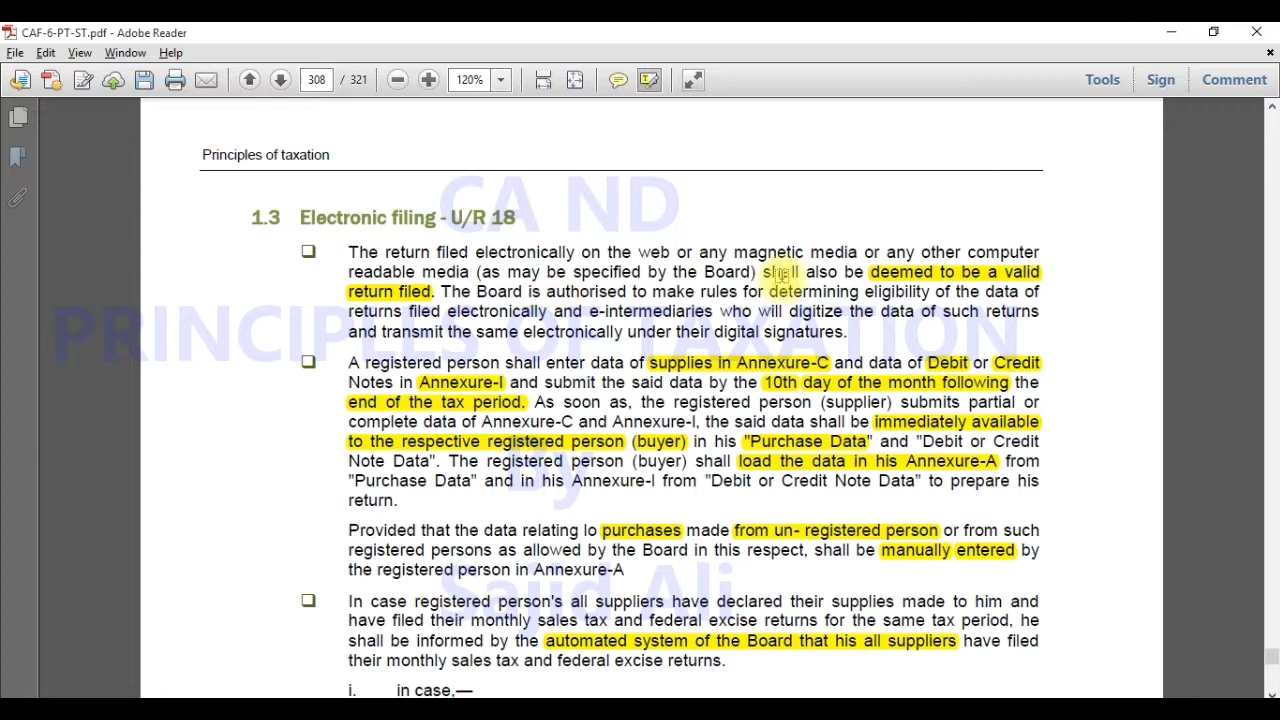 CAF-6-PT-ST.pdf - Adobe Reader
File Edit View Window Help
308 / 321 120% Tools Sign Comment
Principles of taxation
CA ND
PRINCIPLES OF TAXATION
By
Sajid Ali
1.3 Electronic filing - U/R 18
The return filed electronically on the web or any magnetic media or any other computer
readable media (as may be specified by the Board) shall also be deemed to be a valid
return filed. The Board is authorised to make rules for determining eligibility of the data of
returns filed electronically and e-intermediaries who will digitize the data of such returns
and transmit the same electronically under their digital signatures.
A registered person shall enter data of supplies in Annexure-C and data of Debit or Credit
Notes in Annexure-I and submit the said data by the 10th day of the month following the
end of the tax period. As soon as, the registered person (supplier) submits partial or
complete data of Annexure-C and Annexure-I, the said data shall be immediately available
to the respective registered person (buyer) in his "Purchase Data" and "Debit or Credit
Note Data". The registered person (buyer) shall load the data in his Annexure-A from
"Purchase Data" and in his Annexure-I from "Debit or Credit Note Data" to prepare his
return.
Provided that the data relating lo purchases made from un- registered person or from such
registered persons as allowed by the Board in this respect, shall be manually entered by
the registered person in Annexure-A
In case registered person's all suppliers have declared their supplies made to him and
have filed their monthly sales tax and federal excise returns for the same tax period, he
shall be informed by the automated system of the Board that his all suppliers have filed
their monthly sales tax and federal excise returns.
i. in case,—